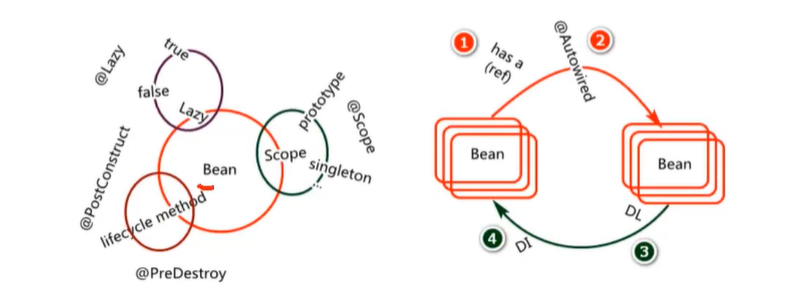 @Lazy
true
false
Lazy
prototype
@Scope
Scope
singleton
...
Bean
@PostConstruct
lifecycle method
@PreDestroy
1
has a
(ref)
@Autowired
2
Bean
Bean
DL
3
4
DI